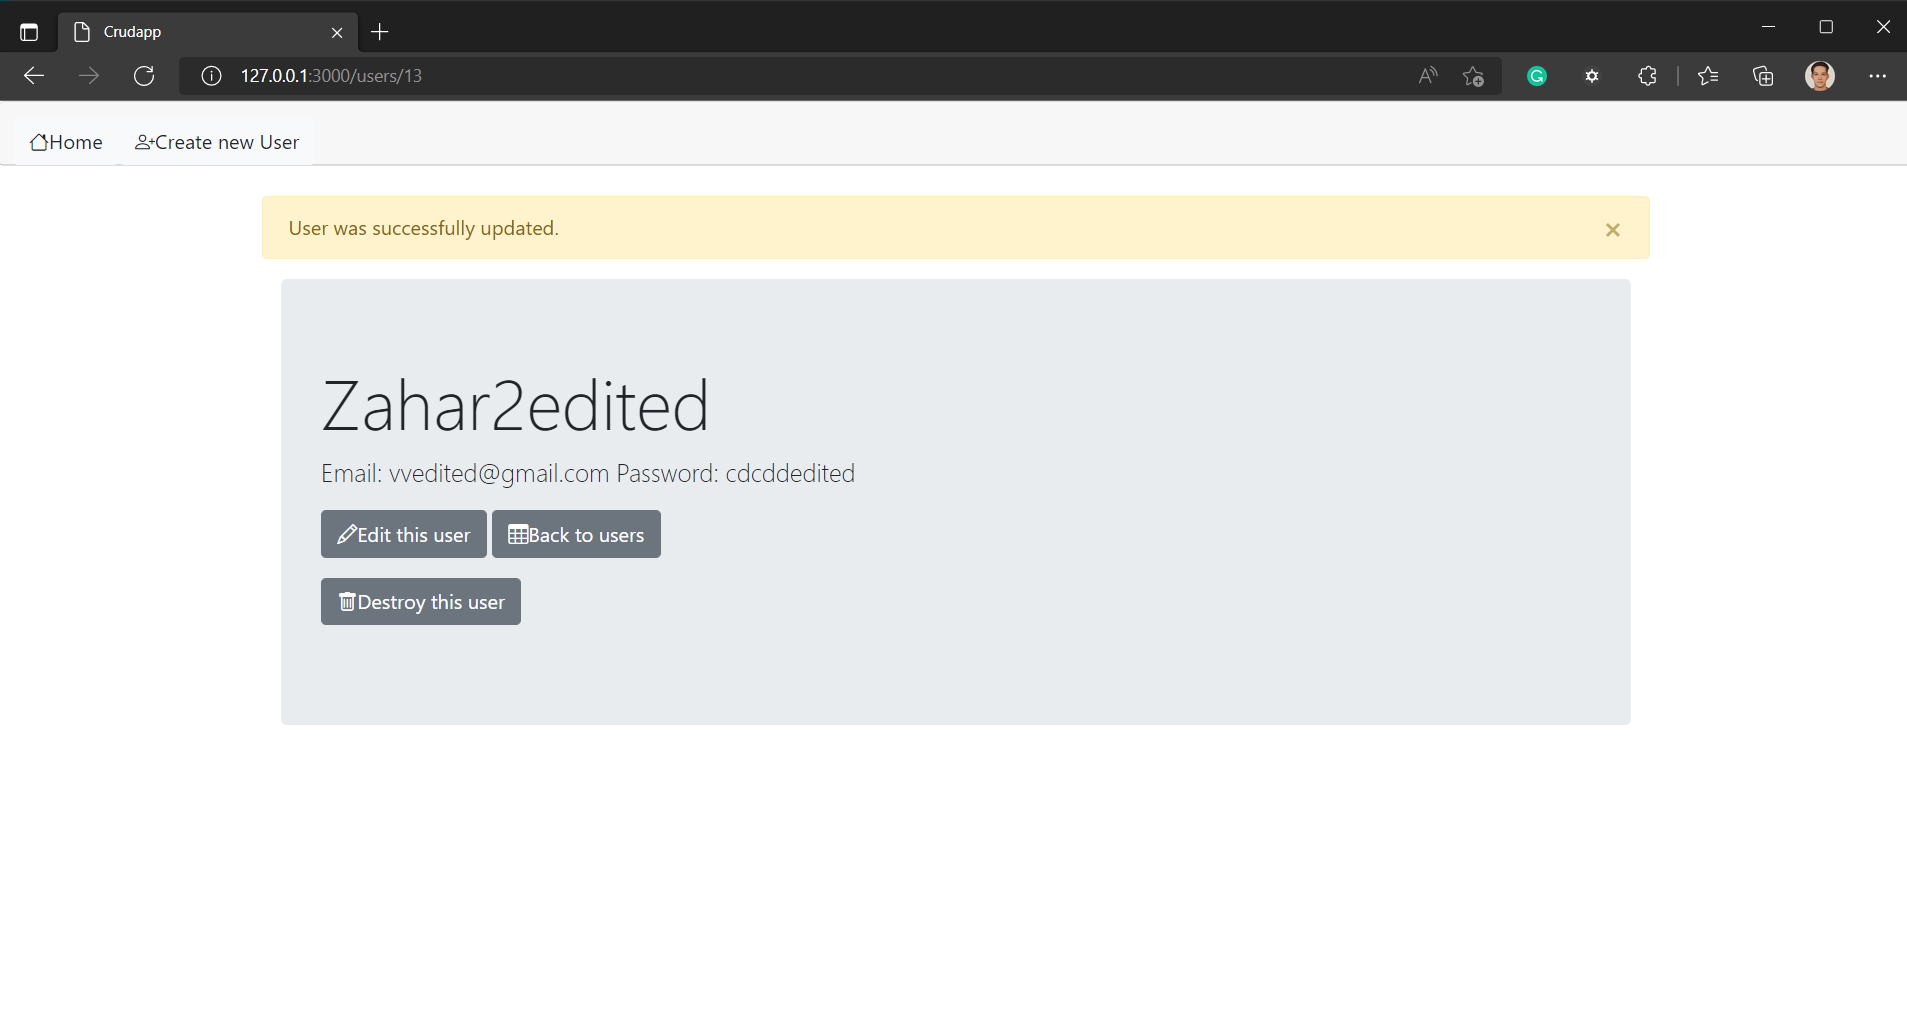 Crudapp
127.0.0.1:3000/users/13
Home Create new User
User was successfully updated.
Zahar2edited
Email: vvedited@gmail.com Password: cdcddedited
Edit this user Back to users
Destroy this user